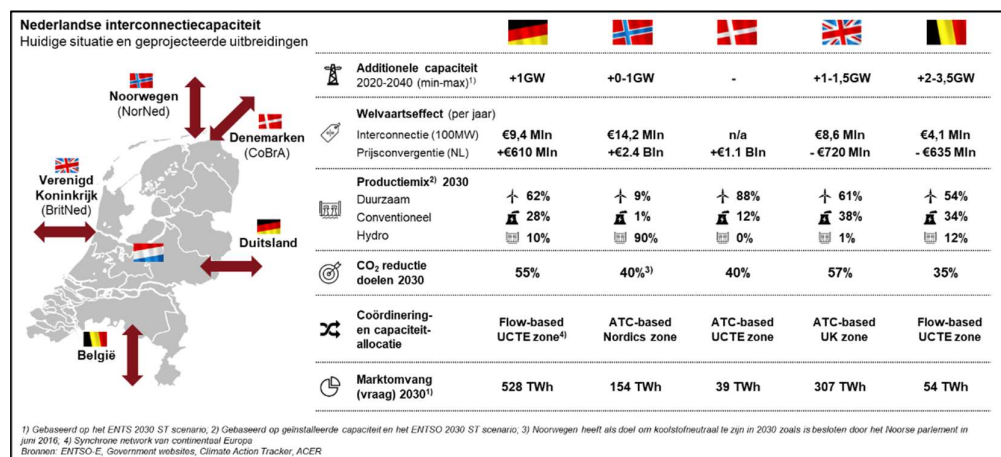 Nederlandse interconnectiecapaciteit
Huidige situatie en geprojecteerde uitbreidingen
Noorwegen
(NorNed)
Denemarken
(CoBrA)
Verenigd
Koninkrijk
(BritNed)
Duitsland
België
Additionele capaciteit
2020-2040 (min-max)1)
+1GW +0-1GW - +1-1,5GW +2-3,5GW
Welvaartseffect (per jaar)
Interconnectie (100MW) €9,4 Mln €14,2 Mln n/a €8,6 Mln €4,1 Mln
Prijsconvergentie (NL) +€610 Mln +€2.4 Bln +€1.1 Bln - €720 Mln - €635 Mln
Productiemix2) 2030
Duurzaam 62% 9% 88% 61% 54%
Conventioneel 28% 1% 12% 38% 34%
Hydro 10% 90% 0% 1% 12%
CO2 reductie
doelen 2030
55% 40%3) 40% 57% 35%
Coördinering-
en capaciteit-
allocatie
Flow-based
UCTE zone4)
ATC-based
Nordics zone
ATC-based
UCTE zone
ATC-based
UK zone
Flow-based
UCTE zone
Marktomvang
(vraag) 20301)
528 TWh 154 TWh 39 TWh 307 TWh 54 TWh
1) Gebaseerd op het ENTS 2030 ST scenario; 2) Gebaseerd op geïnstalleerde capaciteit en het ENTSO 2030 ST scenario; 3) Noorwegen heeft als doel om koolstofneutraal te zijn in 2030 zoals is besloten door het Noorse parlement in
juni 2016; 4) Synchrone network van continentaal Europa
Bronnen: ENTSO-E, Government websites, Climate Action Tracker, ACER